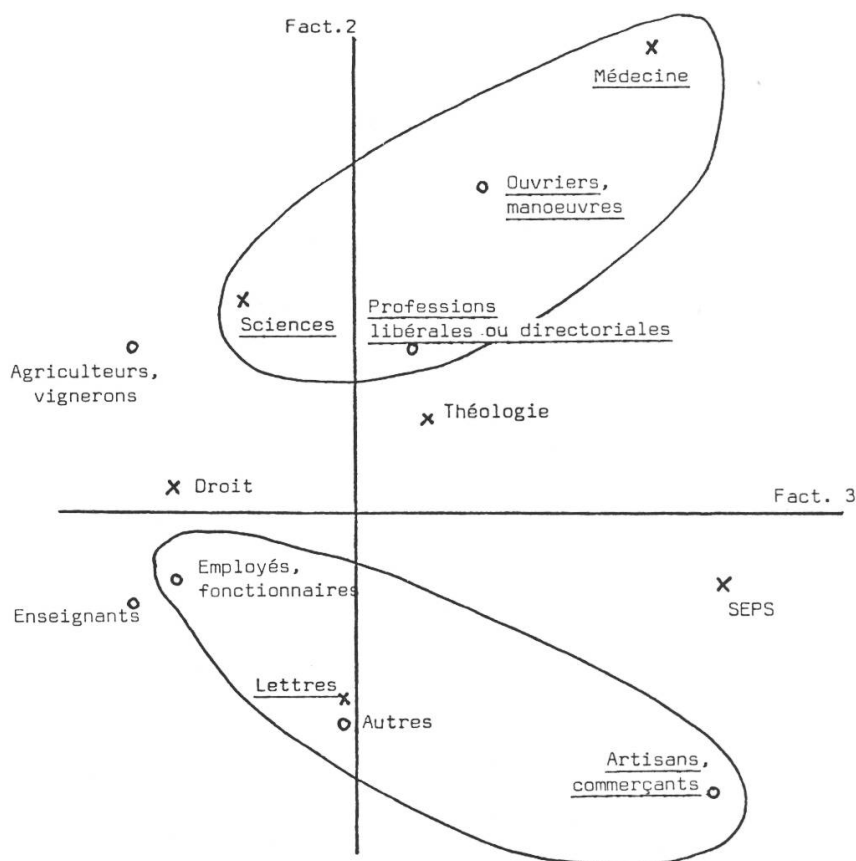 Fact.2
Médecine
Ouvriers,
manoeuvres
Sciences
Professions
libérales ou directoriales
Agriculteurs,
vignerons
Théologie
Droit
Fact. 3
Employés,
fonctionnaires
Enseignants
SEPS
Lettres
Autres
Artisans,
commerçants